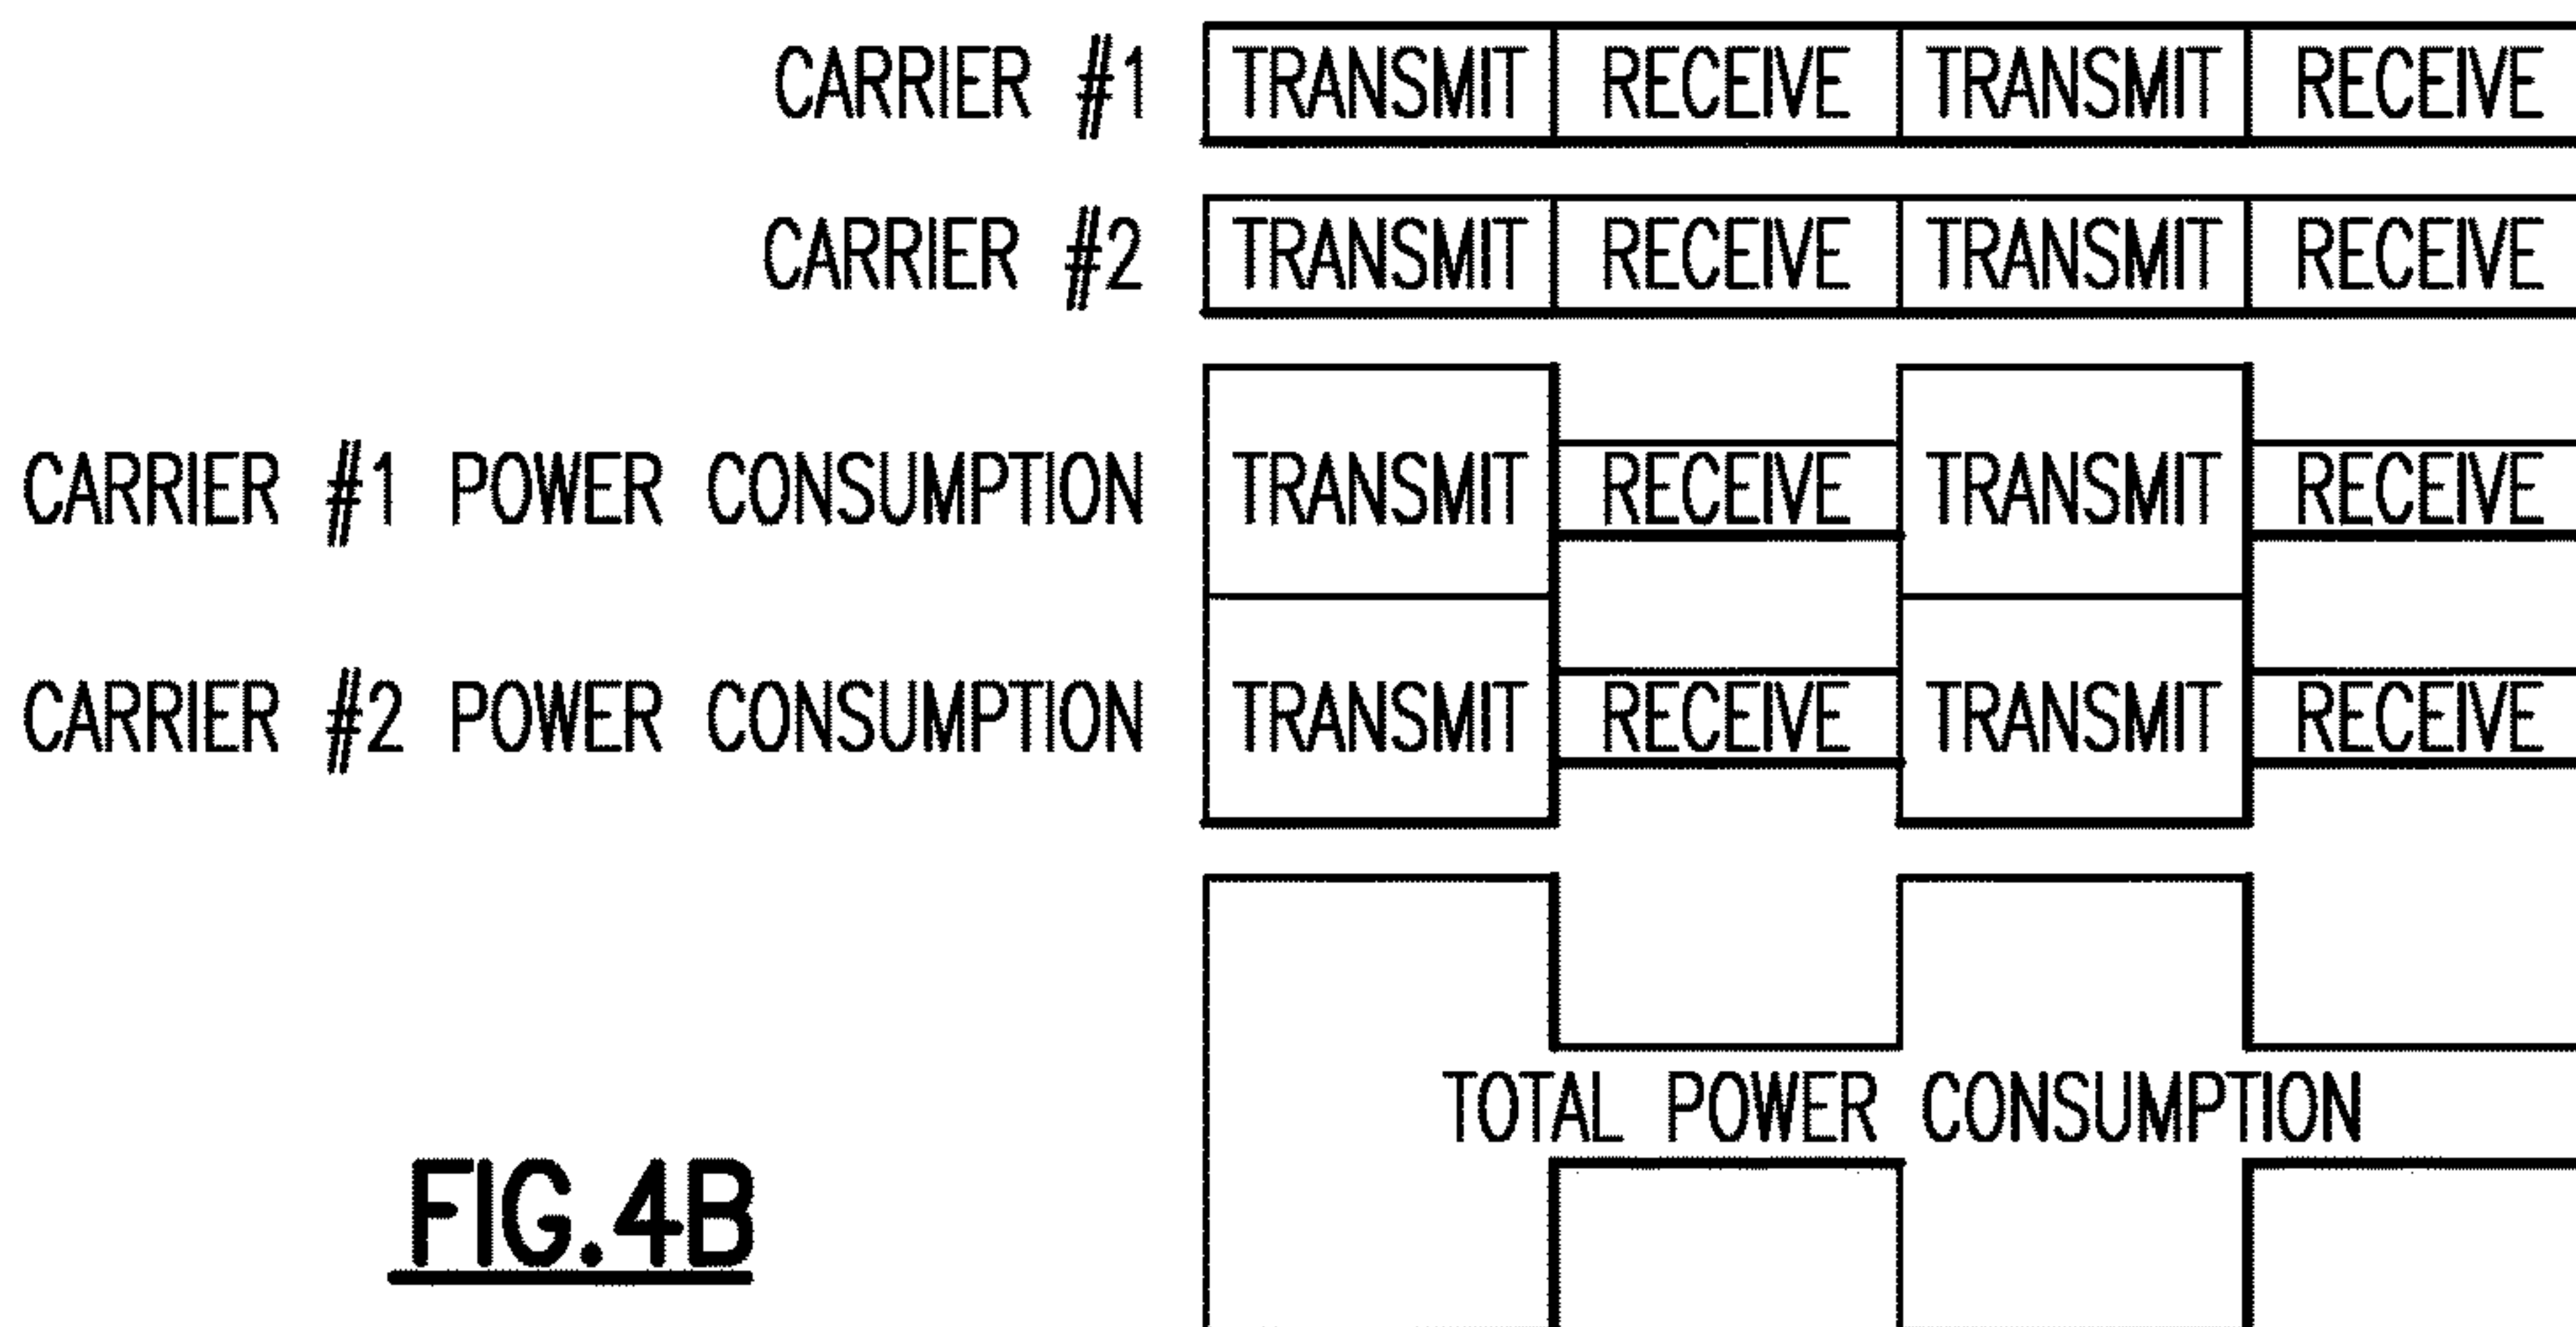 CARRIER #1 TRANSMIT RECEIVE TRANSMIT RECEIVE
CARRIER #2 TRANSMIT RECEIVE TRANSMIT RECEIVE
CARRIER #1 POWER CONSUMPTION TRANSMIT RECEIVE TRANSMIT RECEIVE
CARRIER #2 POWER CONSUMPTION TRANSMIT RECEIVE TRANSMIT RECEIVE
TOTAL POWER CONSUMPTION
FIG.4B